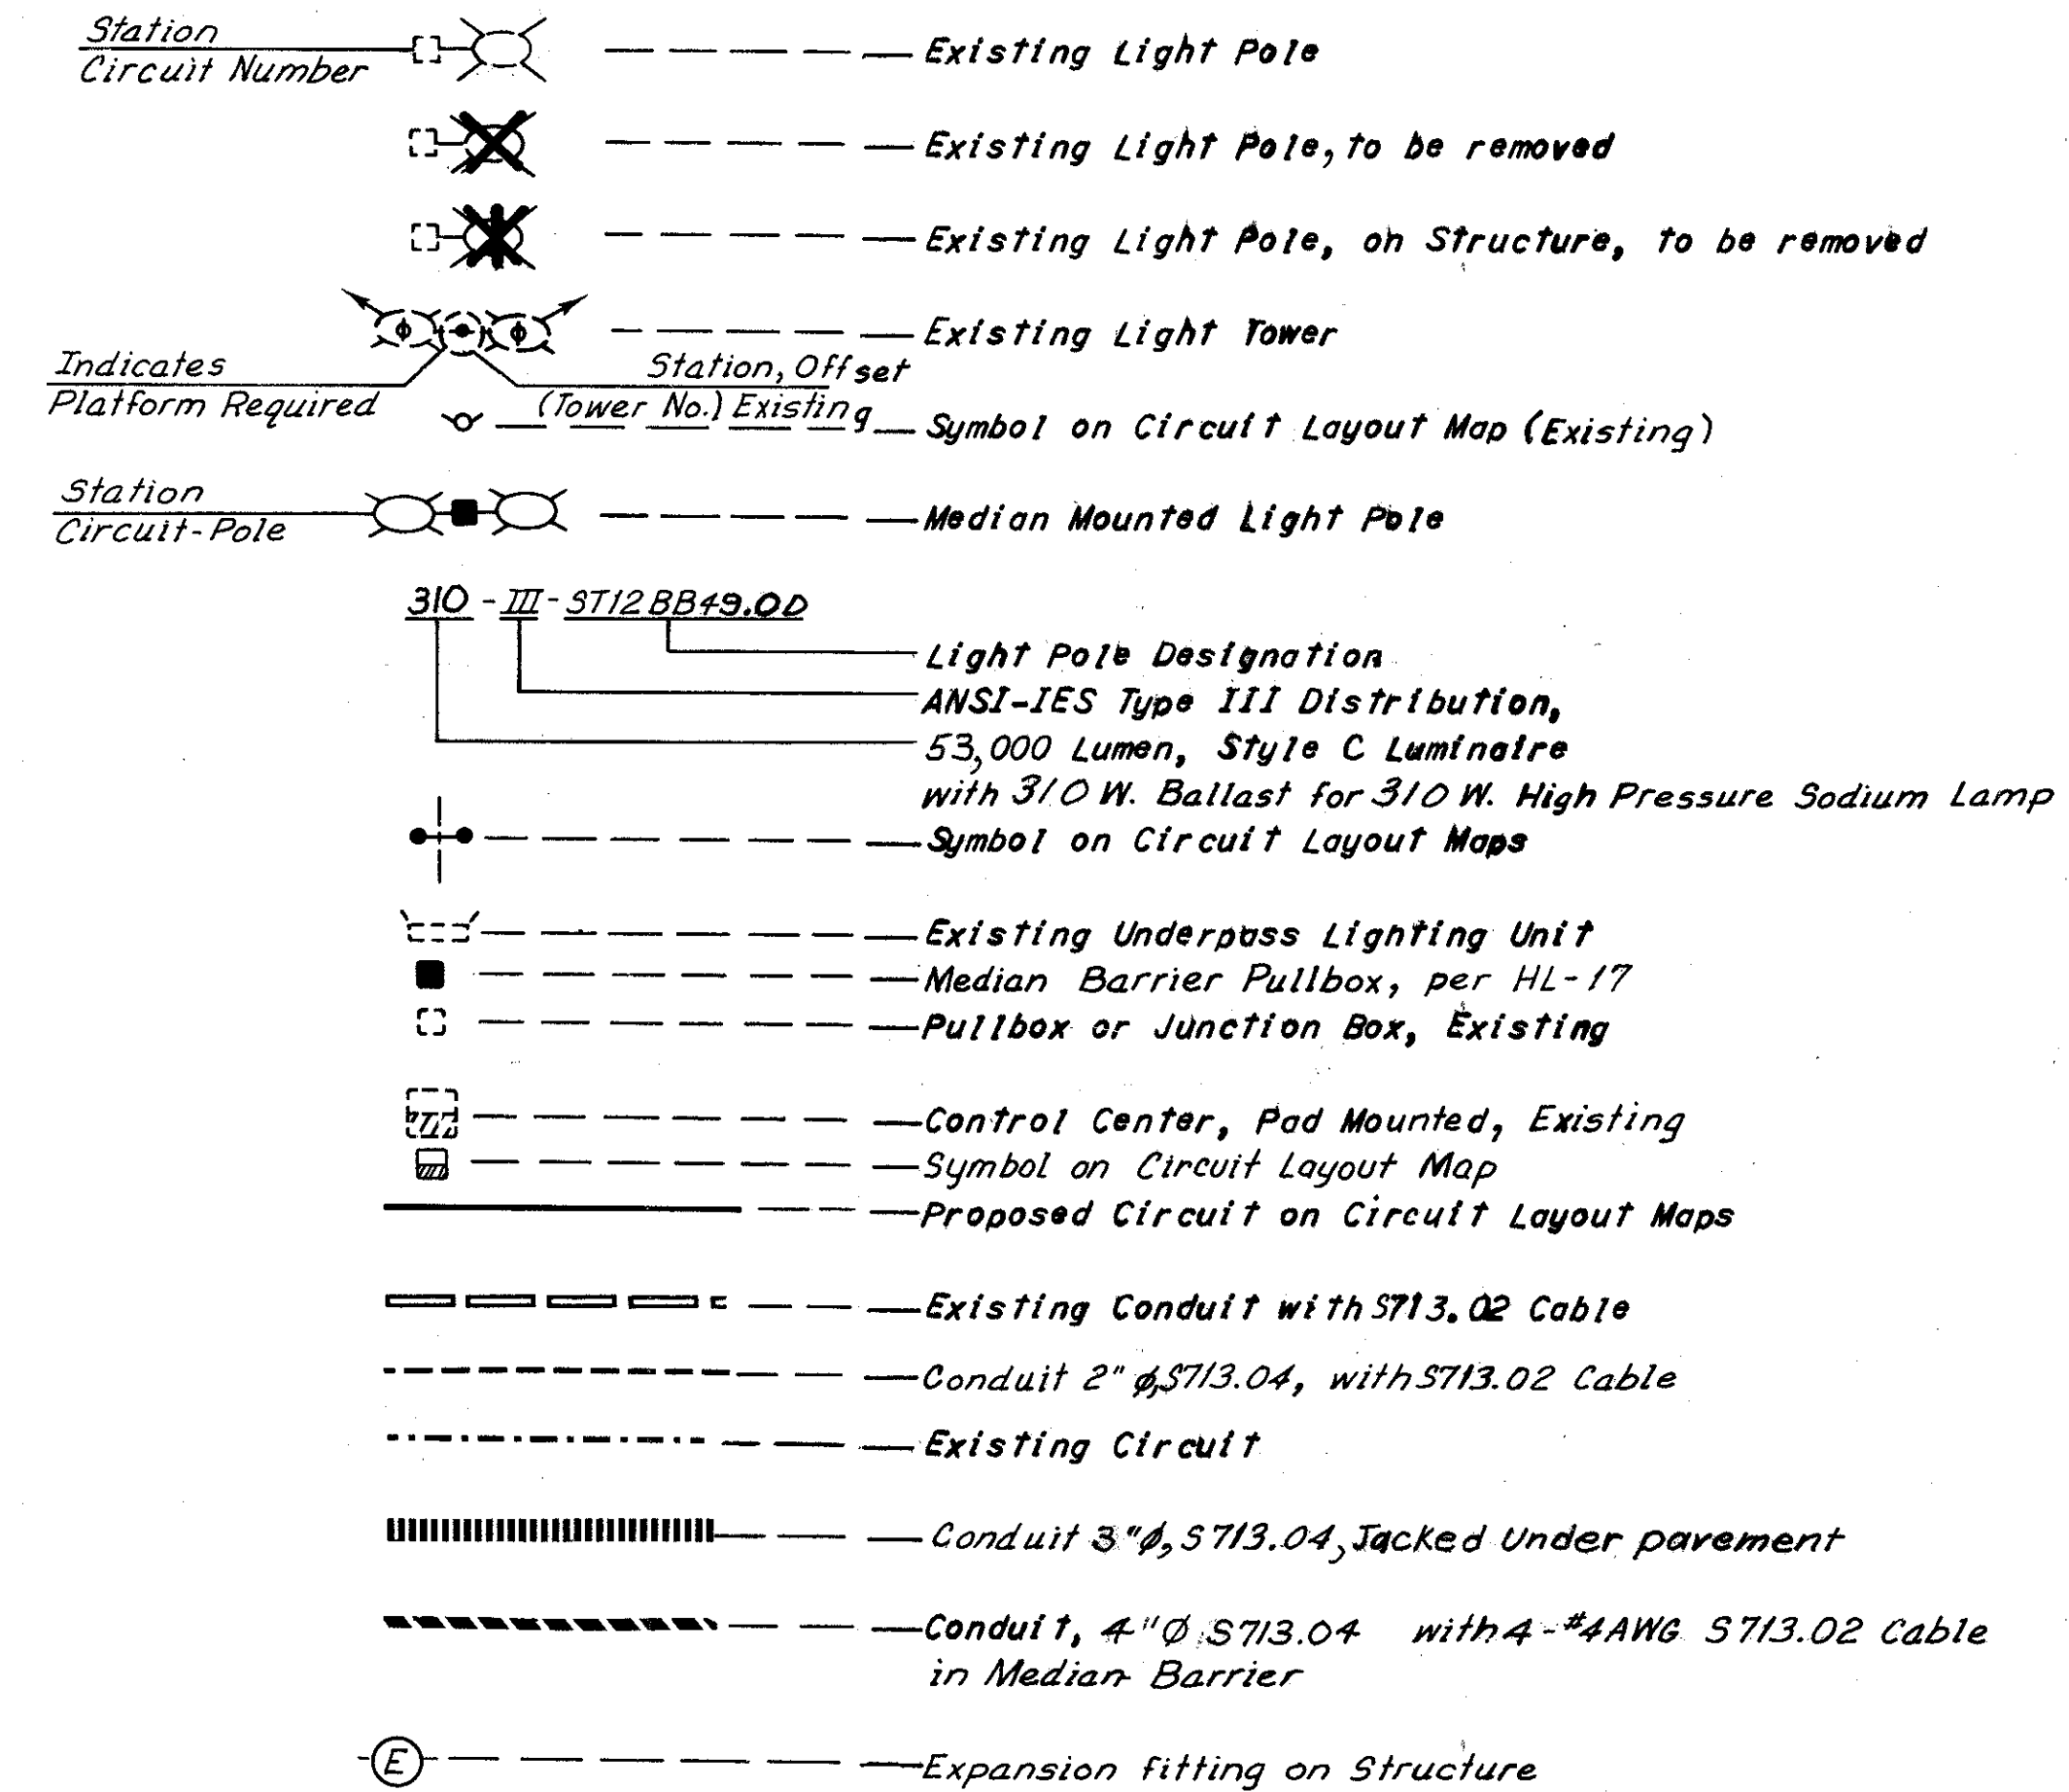 Station
Circuit Number
Existing Light Pole
Existing Light Pole, to be removed
Existing Light Pole, on Structure, to be removed
Existing Light Tower
Indicates
Platform Required
Station, Offset
(Tower No.) Existing
Symbol on Circuit Layout Map (Existing)
Station
Circuit-Pole
Median Mounted Light Pole
310 - III - ST12BB49.0D
Light Pole Designation
ANSI-IES Type III Distribution,
53,000 Lumen, Style C Luminaire
with 310 W. Ballast for 310 W. High Pressure Sodium Lamp
Symbol on Circuit Layout Maps
Existing Underpass Lighting Unit
Median Barrier Pullbox, per HL-17
Pullbox or Junction Box, Existing
Control Center, Pad Mounted, Existing
Symbol on Circuit Layout Map
Proposed Circuit on Circuit Layout Maps
Existing Conduit with S713.02 Cable
Conduit 2" ϕ, S713.04, with S713.02 Cable
Existing Circuit
Conduit 3"ϕ, S713.04, Jacked Under pavement
Conduit, 4"Ø S713.04 with 4-#4AWG S713.02 Cable
in Median Barrier
E
Expansion fitting on Structure